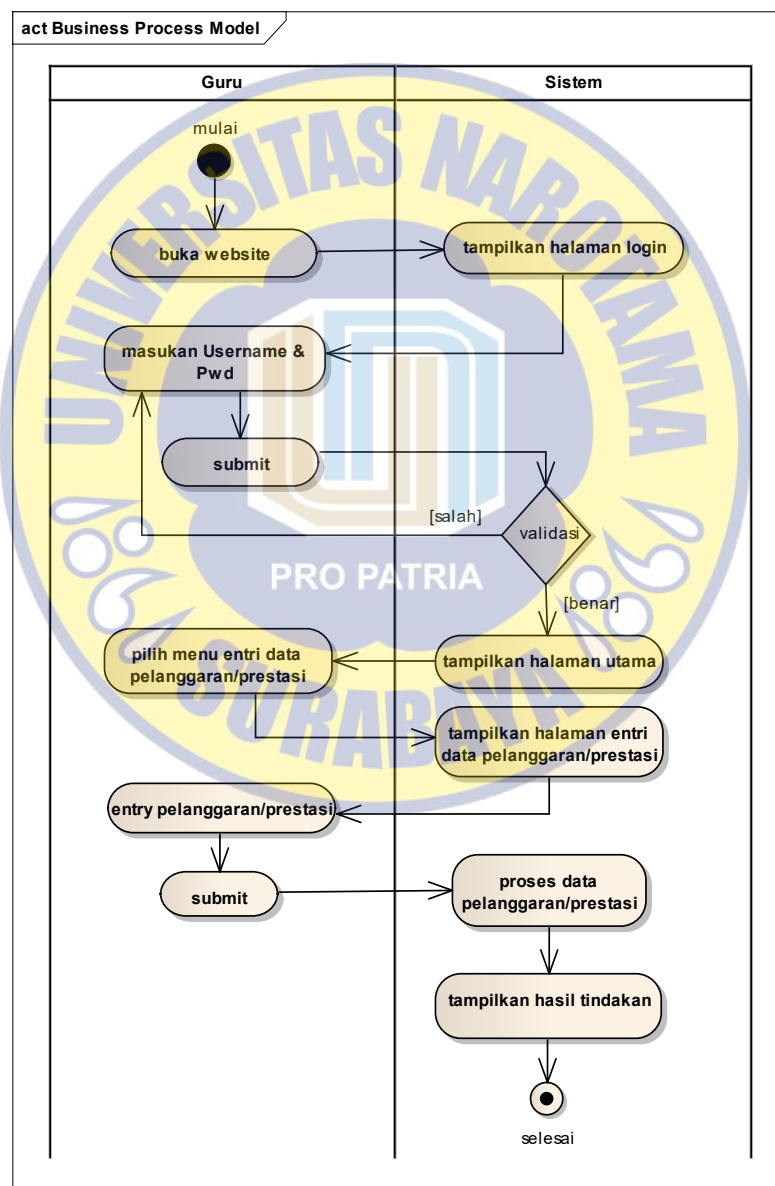 act Business Process Model
Guru
Sistem
mulai
buka website
tampilkan halaman login
masukan Username &
Pwd
submit
[salah]
validasi
[benar]
pilih menu entri data
pelanggaran/prestasi
tampilkan halaman utama
tampilkan halaman entri
data pelanggaran/prestasi
entry pelanggaran/prestasi
submit
proses data
pelanggaran/prestasi
tampilkan hasil tindakan
selesai
UNIVERSITAS NAROTAMA
PRO PATRIA
SURABAYA